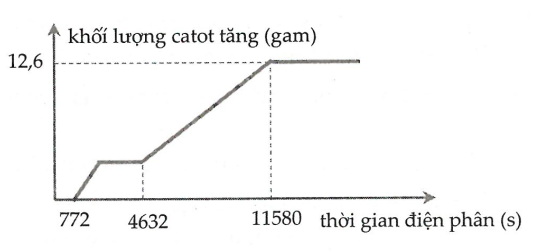 khối lượng catot tăng (gam)
12,6
772
4632
11580
thời gian điện phân (s)